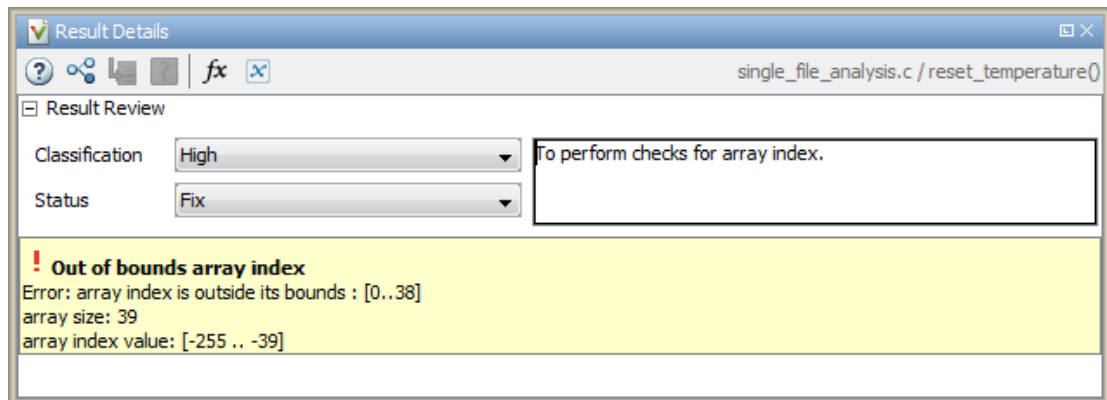 Result Details
fx x single_file_analysis.c / reset_temperature()
Result Review
Classification High To perform checks for array index.
Status Fix
! Out of bounds array index
Error: array index is outside its bounds : [0..38]
array size: 39
array index value: [-255 .. -39]